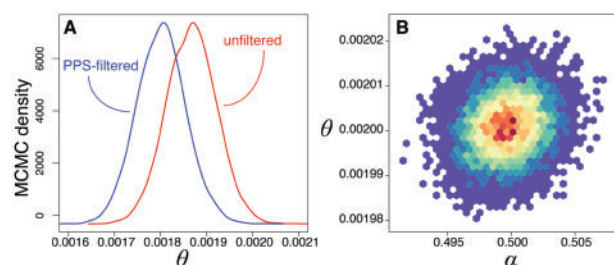 A
PPS-filtered
unfiltered
MCMC density
6000
4000
2000
0
0.0016
0.0017
0.0018
0.0019
0.0020
0.0021
θ
B
θ
0.00202
0.00201
0.00200
0.00199
0.00198
0.495
0.500
0.505
α